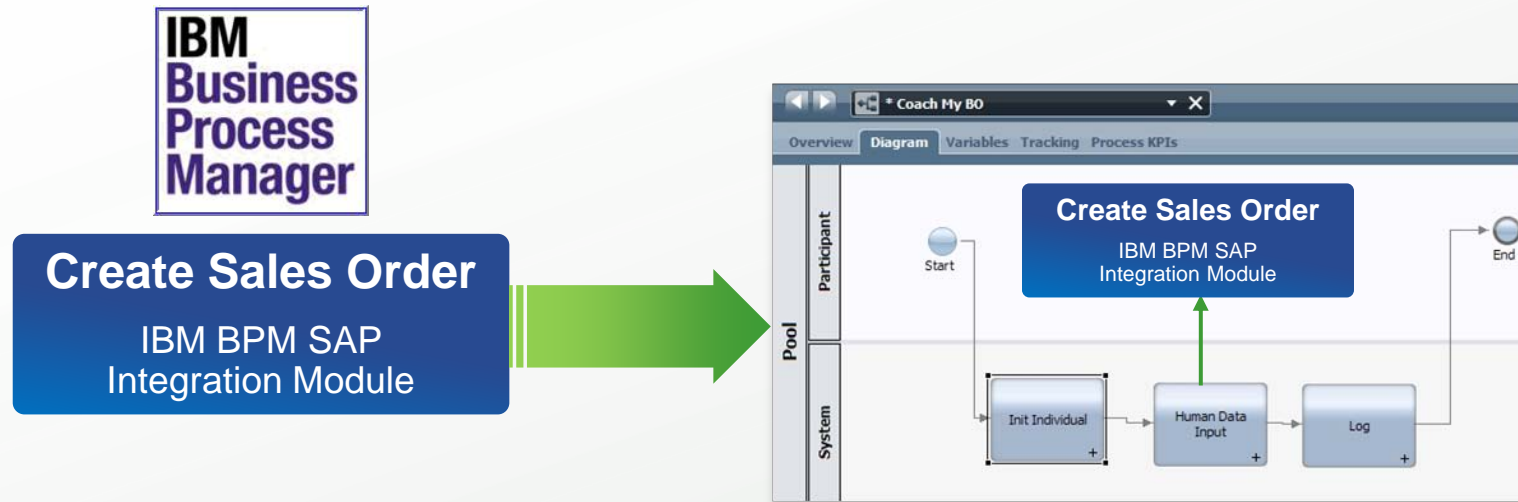 IBM
Business
Process
Manager
Create Sales Order
IBM BPM SAP
Integration Module
* Coach My BO
Overview Diagram Variables Tracking Process KPIs
Pool
Participant
Start
Create Sales Order
IBM BPM SAP
Integration Module
End
System
Init Individual
Human Data
Input
Log